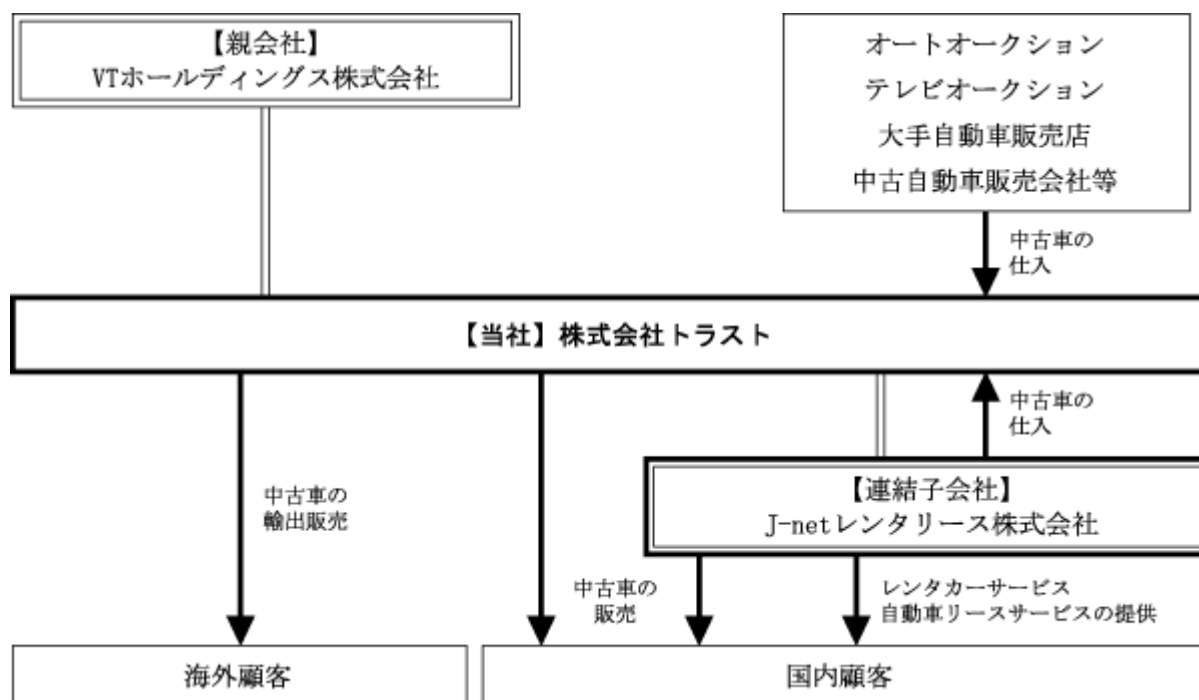 【親会社】
VTホールディングス株式会社
オートオークション
テレビオークション
大手自動車販売店
中古自動車販売会社等
中古車の
仕入
【当社】株式会社トラスト
中古車の
仕入
【連結子会社】
J-netレンタリース株式会社
中古車の
輸出販売
中古車の
販売
レンタカーサービス
自動車リースサービスの提供
海外顧客
国内顧客